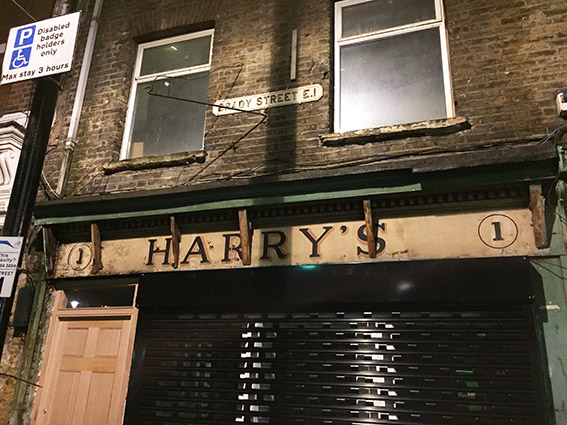 P Disabled
badge
holders
only
Max stay 3 hours
BRADY STREET E.1
1 HARRY'S 1